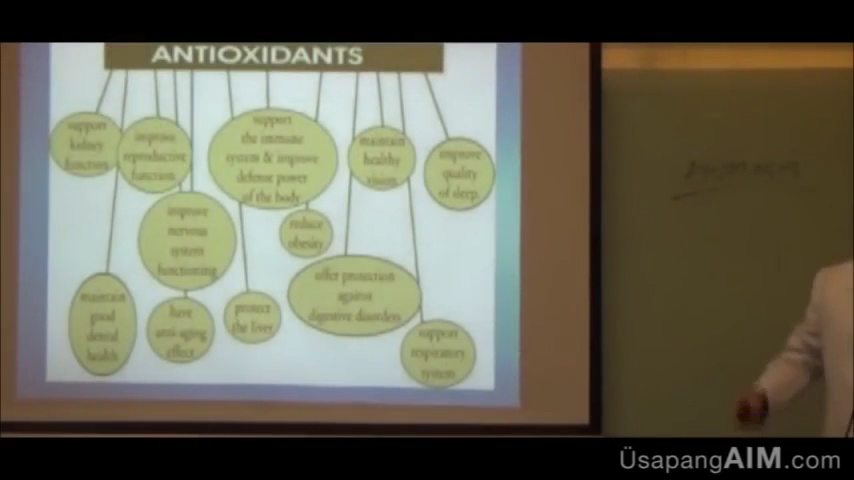 ANTIOXIDANTS
support
kidney
function
improve
reproductive
function
support
the immune
system & improve
defense power
of the body
maintain
healthy
vision
improve
quality
of sleep
improve
nervous
system
functioning
reduce
obesity
maintain
good
dental
health
have
anti-aging
effect
protect
the liver
offer protection
against
digestive disorders
support
respiratory
system
ÜsapangAIM.com